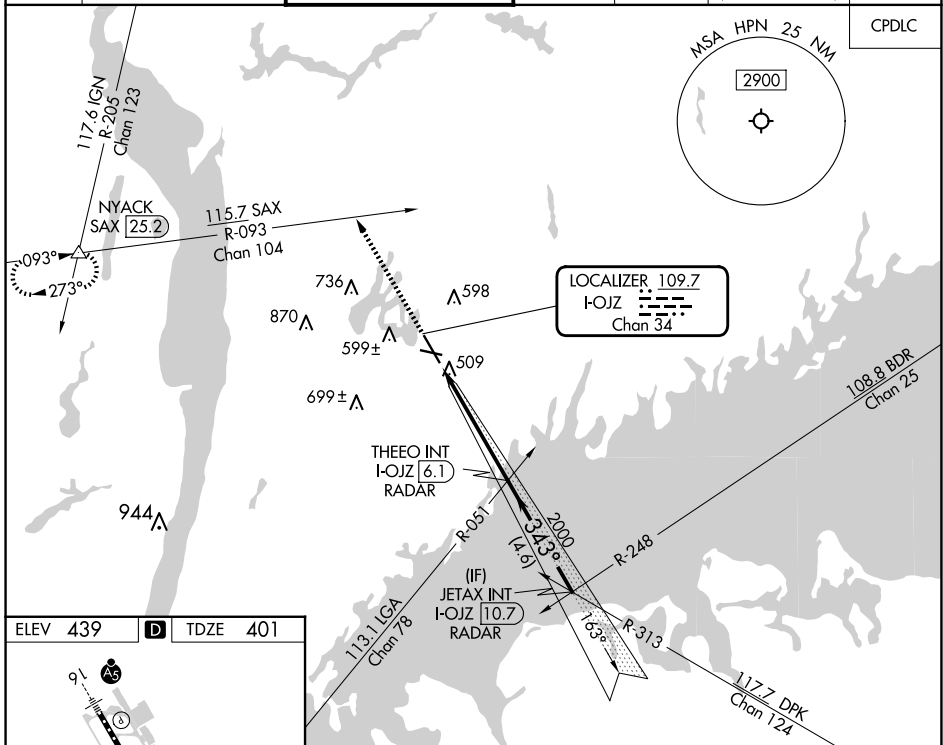 CPDLC
MSA HPN 25 NM
2900
117.6 IGN
R-205
Chan 123
NYACK
SAX 25.2
115.7 SAX
R-093
Chan 104
093°
273°
736
598
870
599±
509
699±
944
LOCALIZER 109.7
I-OJZ
Chan 34
108.8 BDR
Chan 25
R-248
THEEO INT
I-OJZ 6.1
RADAR
R-051
113.1 LGA
Chan 78
2000
343°
(4.6)
(IF)
JETAX INT
I-OJZ 10.7
RADAR
163°
R-313
117.7 DPK
Chan 124
ELEV 439 D TDZE 401
16
A5